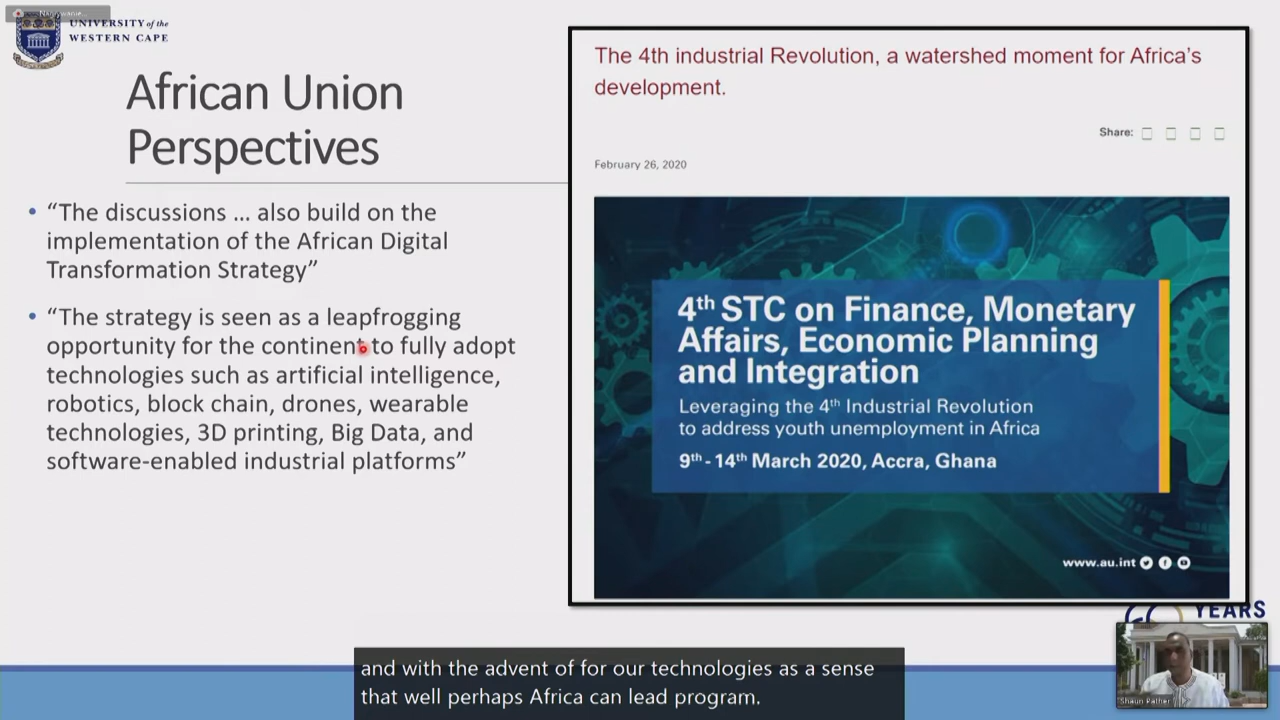 UNIVERSITY of the
WESTERN CAPE
African Union
Perspectives
• “The discussions ... also build on the
implementation of the African Digital
Transformation Strategy”
• “The strategy is seen as a leapfrogging
opportunity for the continent to fully adopt
technologies such as artificial intelligence,
robotics, block chain, drones, wearable
technologies, 3D printing, Big Data, and
software-enabled industrial platforms”
The 4th industrial Revolution, a watershed moment for Africa’s
development.
Share:
February 26, 2020
4th STC on Finance, Monetary
Affairs, Economic Planning
and Integration
Leveraging the 4th Industrial Revolution
to address youth unemployment in Africa
9th - 14th March 2020, Accra, Ghana
www.au.int
YEARS
and with the advent of for our technologies as a sense
that well perhaps Africa can lead program.
Shaun Pather